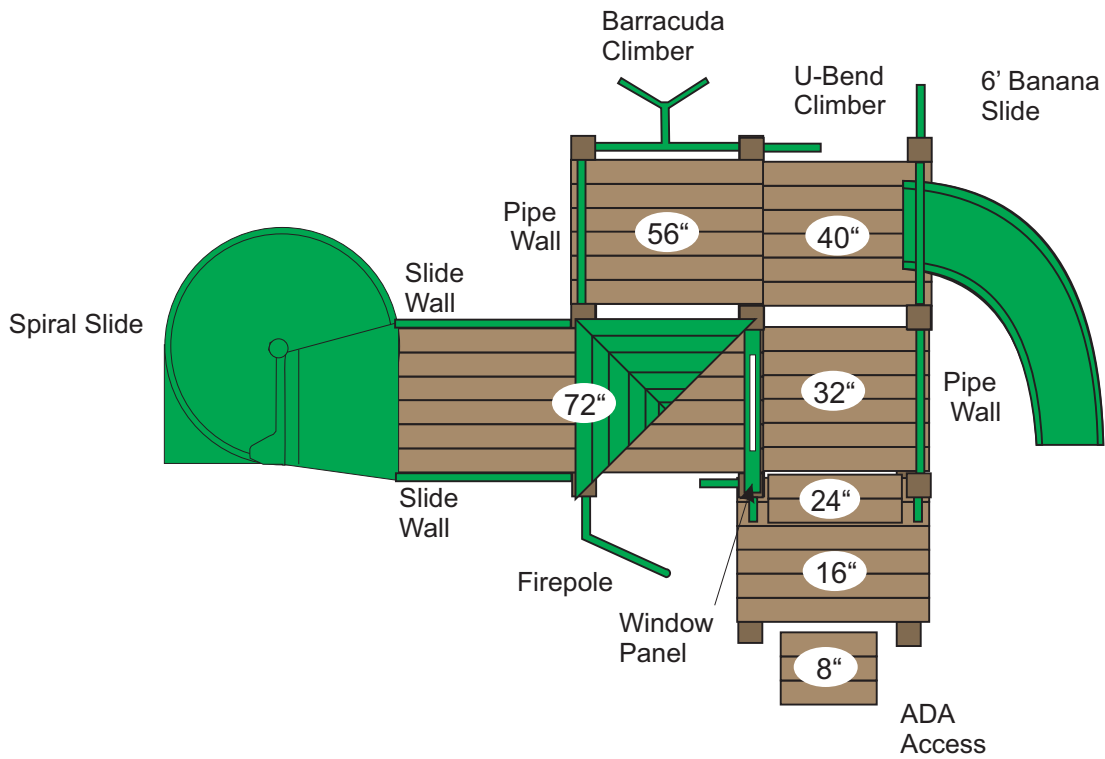 Barracuda
Climber
U-Bend
Climber
6’ Banana
Slide
Pipe
Wall
56“
40“
Slide
Wall
Spiral Slide
72“
32“
Pipe
Wall
Slide
Wall
24“
Firepole
16“
Window
Panel
8“
ADA
Access